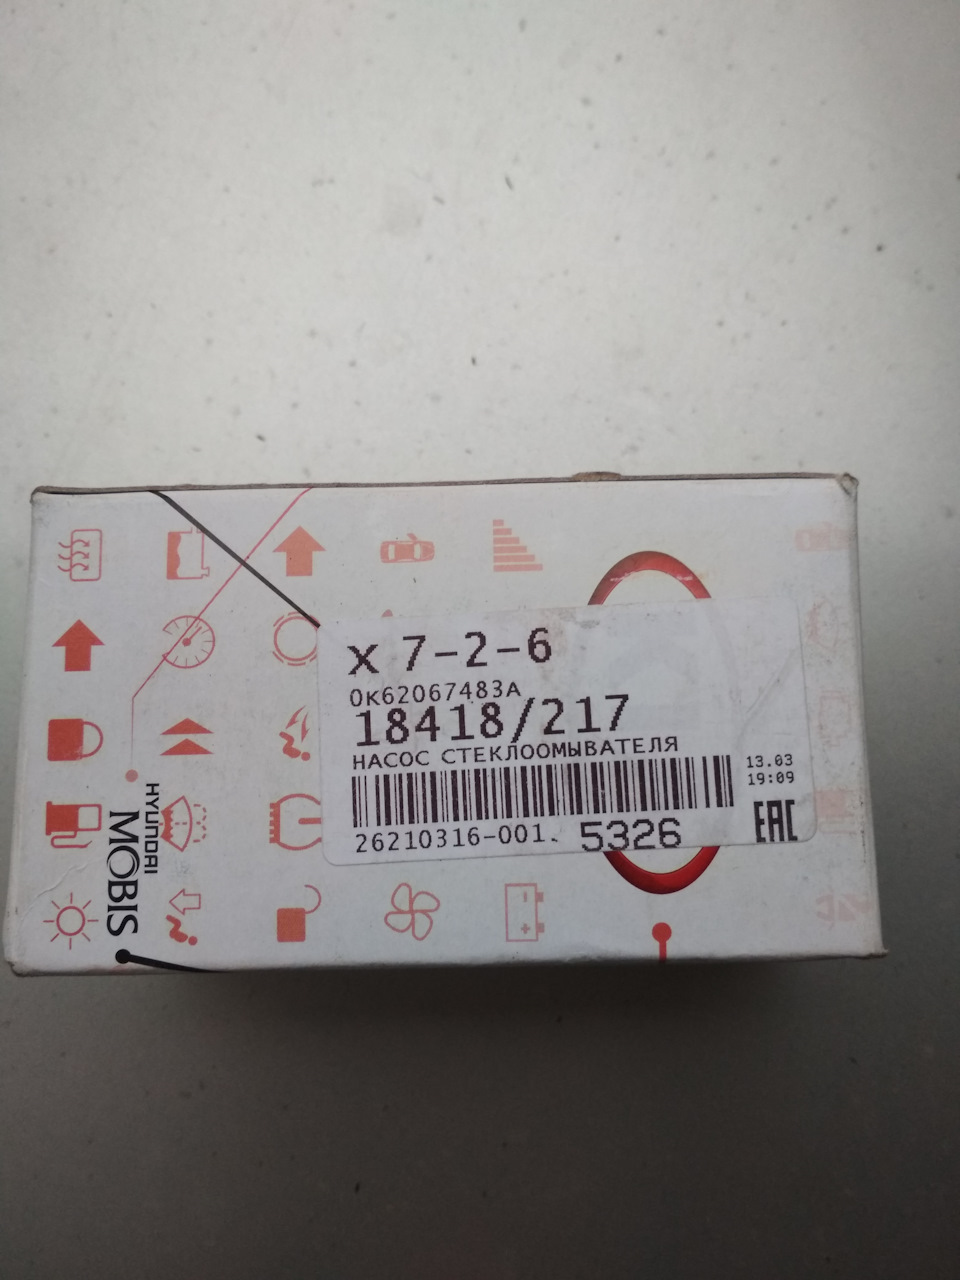 x 7-2-6
0K62067483A
18418/217
НАСОС СТЕКЛООМЫВАТЕЛЯ
13.03
19:09
26210316-001.
5326
EAC
HYUNDAI
MOBIS